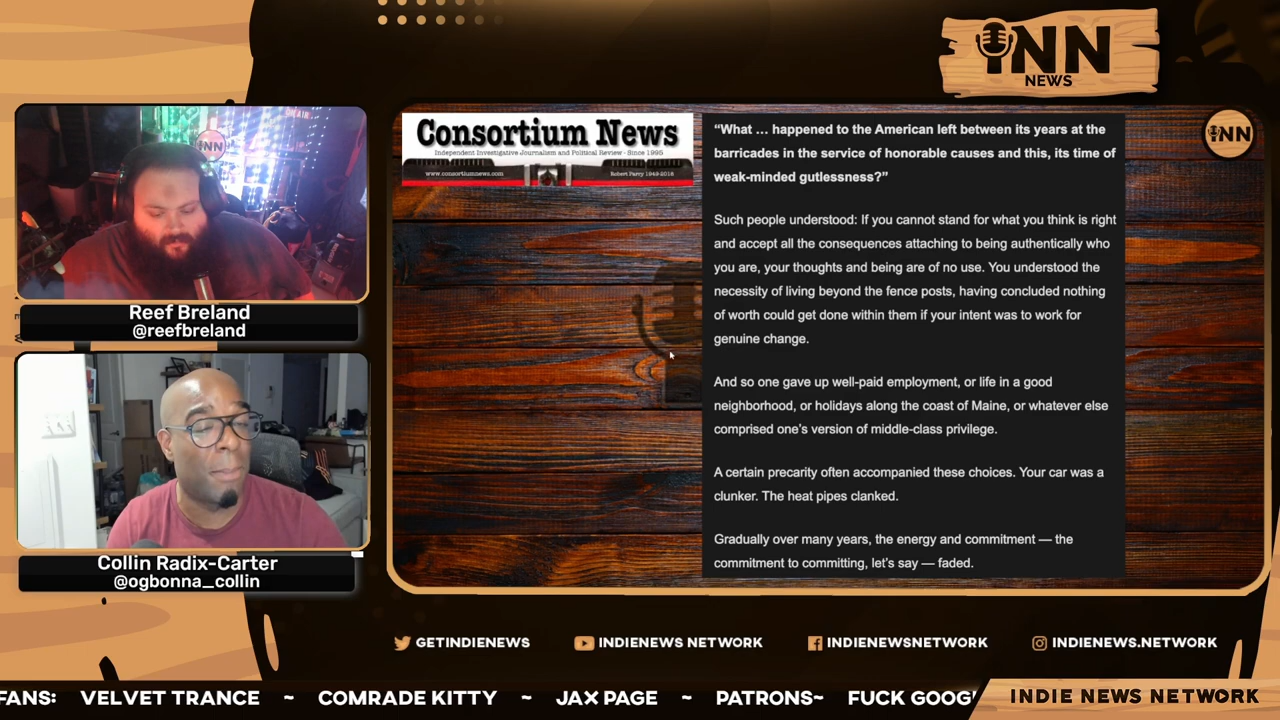 iNN
NEWS
iNN
Consortium News
Independent Investigative Journalism and Political Review - Since 1995
www.consortiumnews.com
Robert Parry 1949-2018
“What … happened to the American left between its years at the
barricades in the service of honorable causes and this, its time of
weak-minded gutlessness?”
Such people understood: If you cannot stand for what you think is right
and accept all the consequences attaching to being authentically who
you are, your thoughts and being are of no use. You understood the
necessity of living beyond the fence posts, having concluded nothing
of worth could get done within them if your intent was to work for
genuine change.
And so one gave up well-paid employment, or life in a good
neighborhood, or holidays along the coast of Maine, or whatever else
comprised one’s version of middle-class privilege.
A certain precarity often accompanied these choices. Your car was a
clunker. The heat pipes clanked.
Gradually over many years, the energy and commitment — the
commitment to committing, let’s say — faded.
iNN
Reef Breland
@reefbreland
Collin Radix-Carter
@ogbonna_collin
GETINDIENEWS
INDIENEWS NETWORK
INDIENEWSNETWORK
INDIENEWS.NETWORK
FANS: VELVET TRANCE ~ COMRADE KITTY ~ JAX PAGE ~ PATRONS~ FUCK GOOG
INDIE NEWS NETWORK